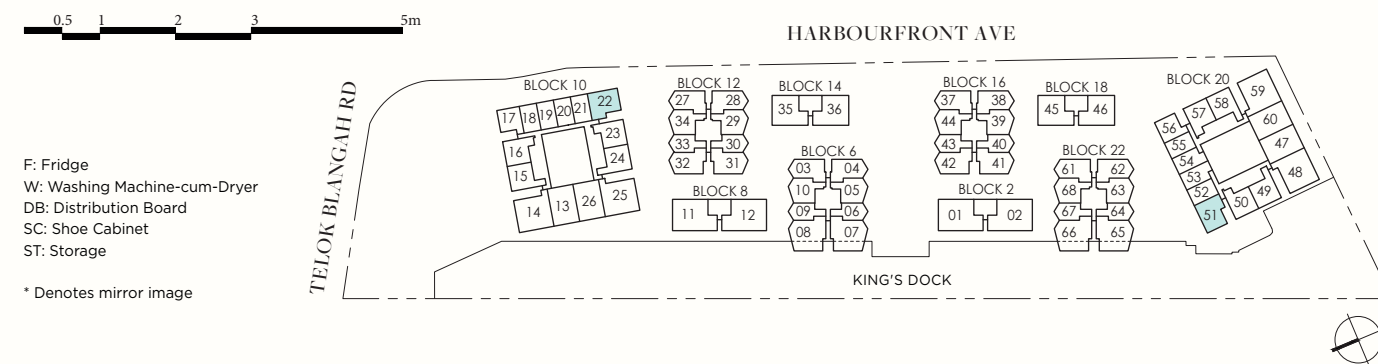 0.5 1 2 3 5m
HARBOURFRONT AVE
TELOK BLANGAH RD
F: Fridge
W: Washing Machine-cum-Dryer
DB: Distribution Board
SC: Shoe Cabinet
ST: Storage
* Denotes mirror image
BLOCK 10
17 18 19 20 21 22
16 23
15 24
14 13 26 25
BLOCK 12
27 28
34 29
33 30
32 31
BLOCK 14
35 36
BLOCK 8
11 12
BLOCK 6
03 04
10 05
09 06
08 07
BLOCK 16
37 38
44 39
43 40
42 41
BLOCK 18
45 46
BLOCK 2
01 02
BLOCK 22
61 62
68 63
67 64
66 65
BLOCK 20
56 57 58 59
55 60
54 47
53 48
52 49
51 50
KING'S DOCK